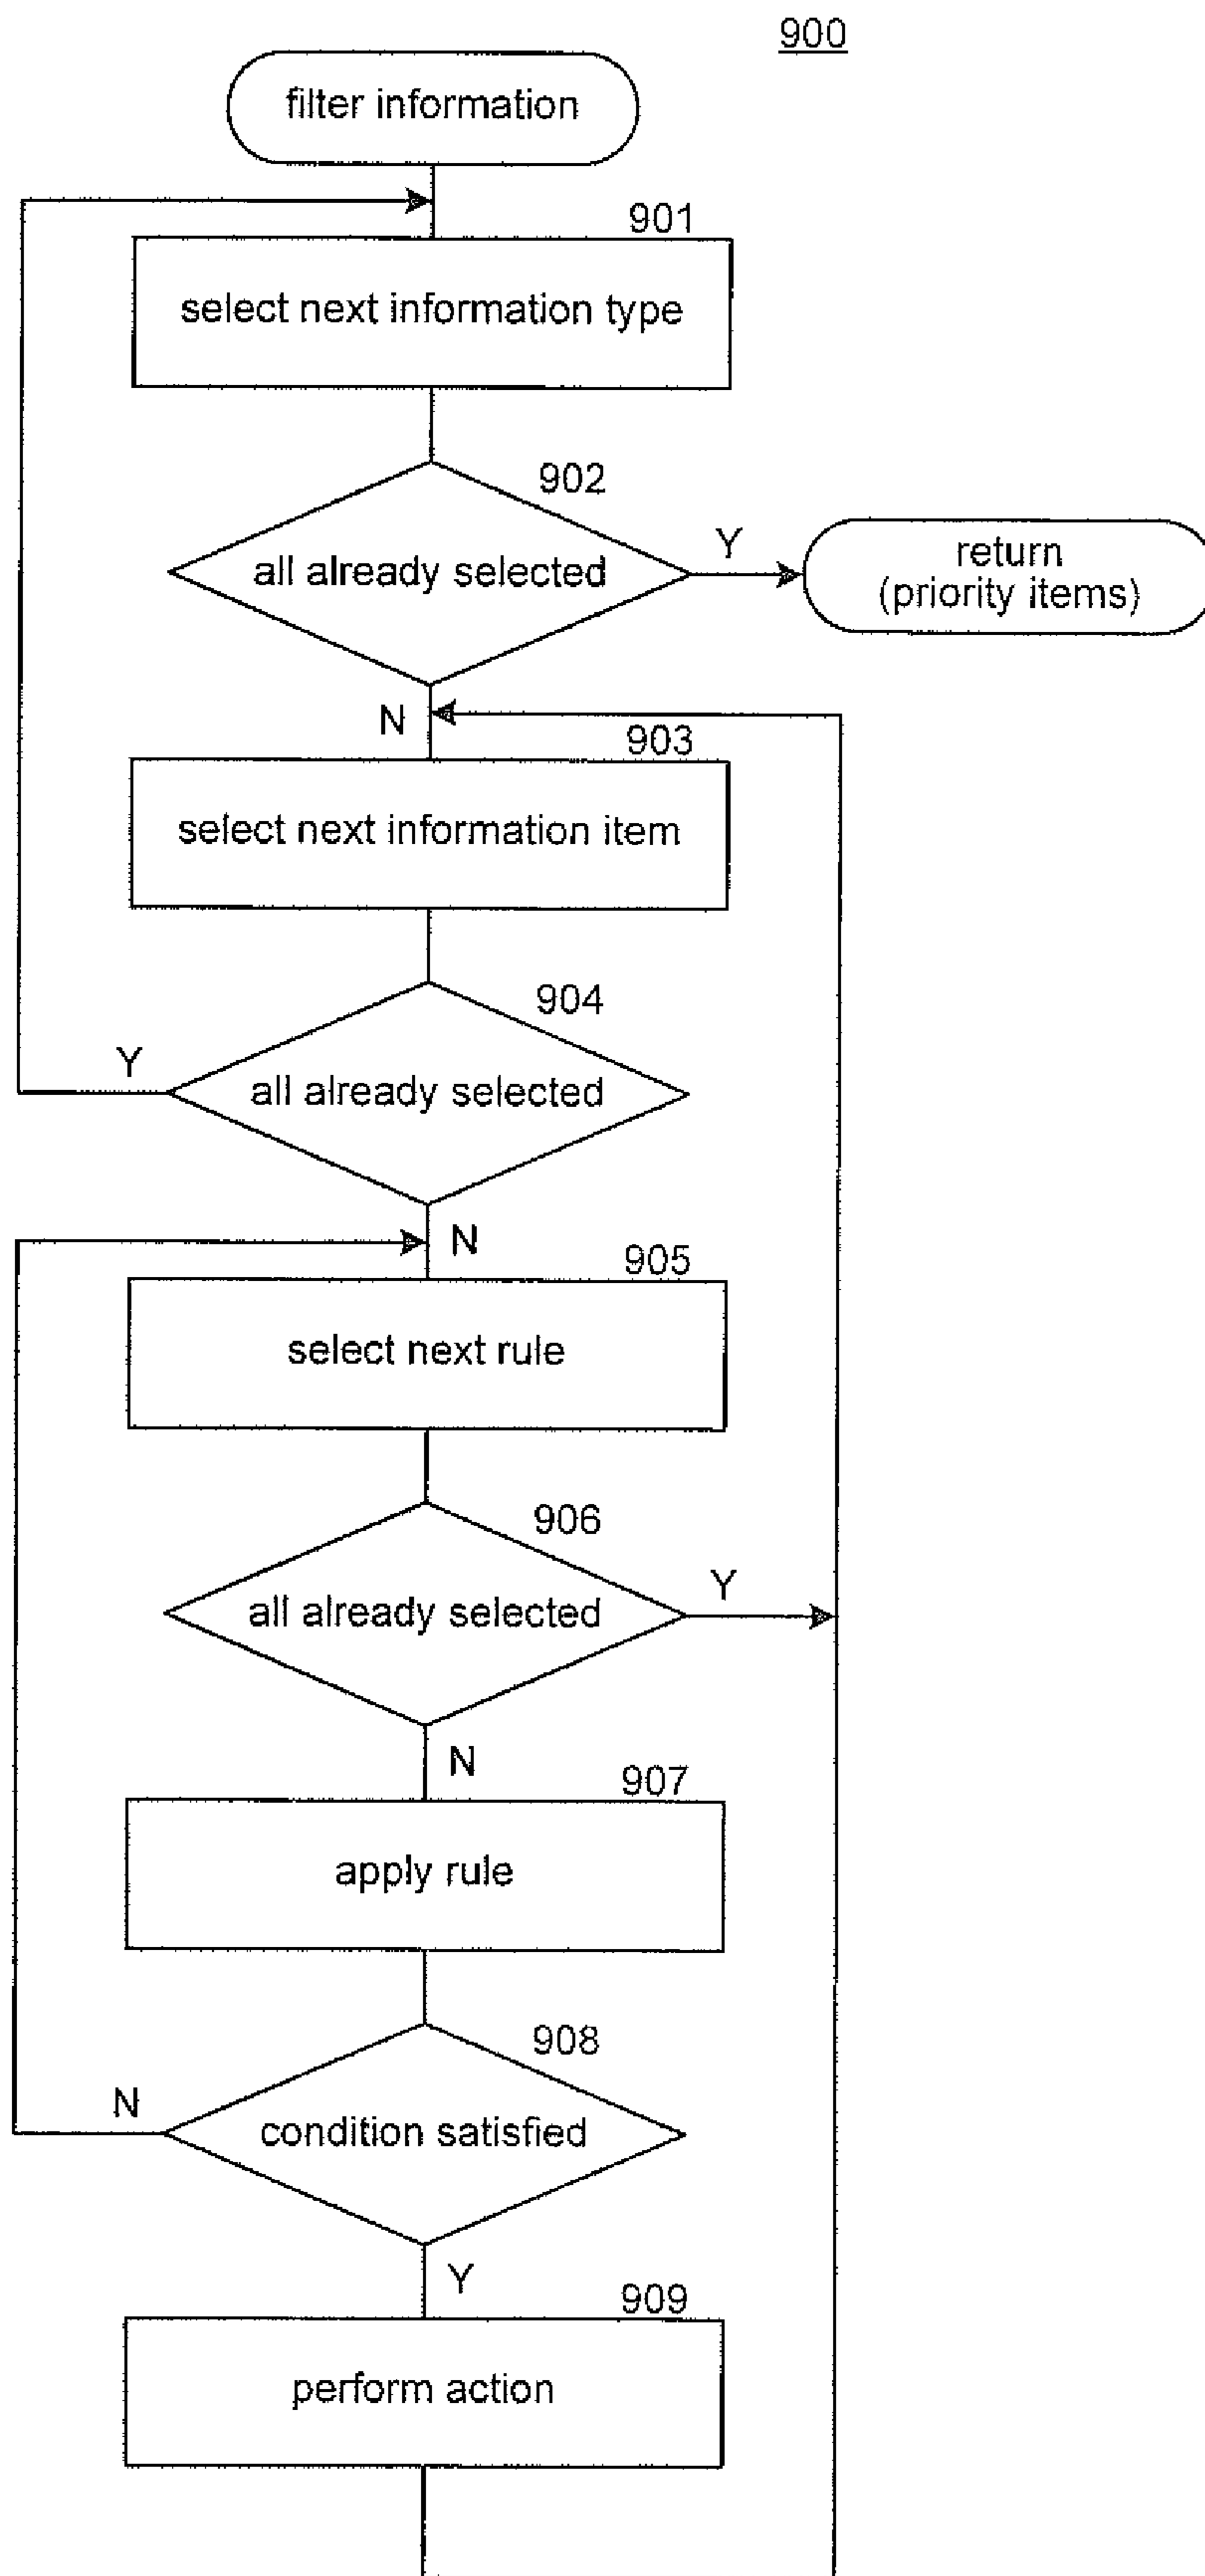 900
filter information
901
select next information type
902
all already selected
Y
return
(priority items)
N
903
select next information item
904
Y
all already selected
N
905
select next rule
906
all already selected
Y
N
907
apply rule
908
N
condition satisfied
Y
909
perform action